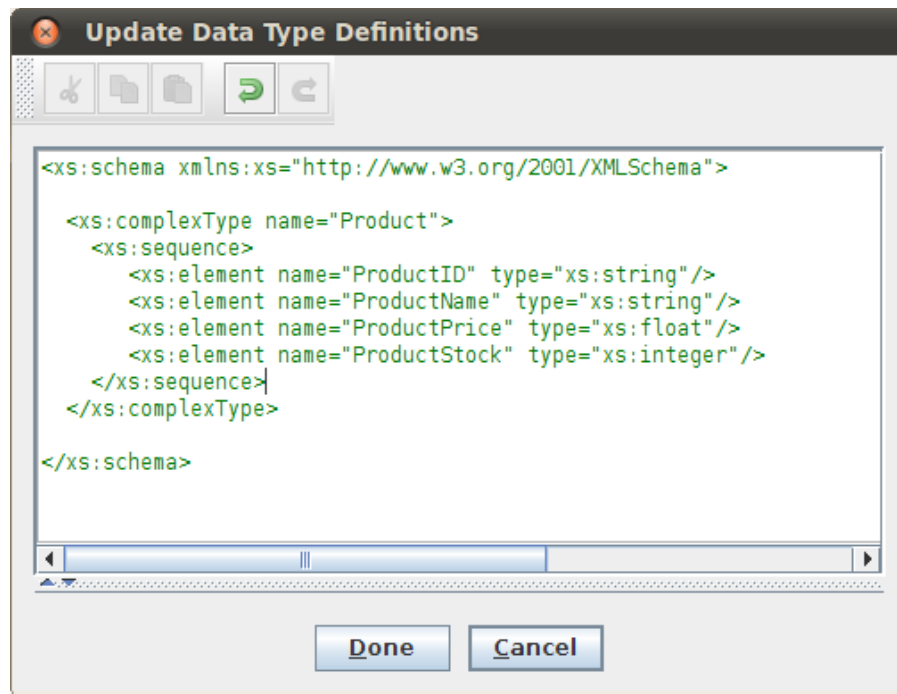 Update Data Type Definitions
<xs:schema xmlns:xs="http://www.w3.org/2001/XMLSchema">
<xs:complexType name="Product">
<xs:sequence>
<xs:element name="ProductID" type="xs:string"/>
<xs:element name="ProductName" type="xs:string"/>
<xs:element name="ProductPrice" type="xs:float"/>
<xs:element name="ProductStock" type="xs:integer"/>
</xs:sequence>
</xs:complexType>
</xs:schema>
Done
Cancel